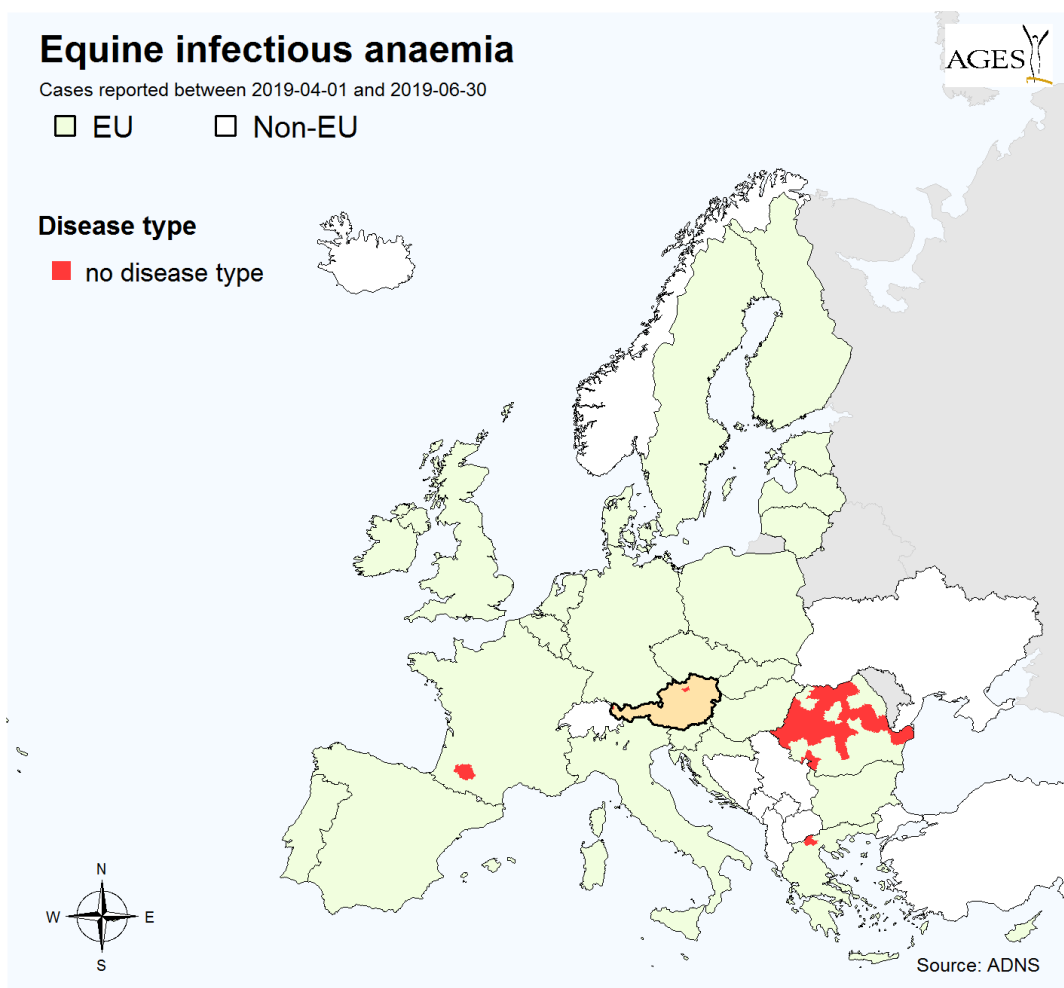 Equine infectious anaemia
Cases reported between 2019-04-01 and 2019-06-30
EU
Non-EU
AGES
Disease type
no disease type
N
W
E
S
Source: ADNS